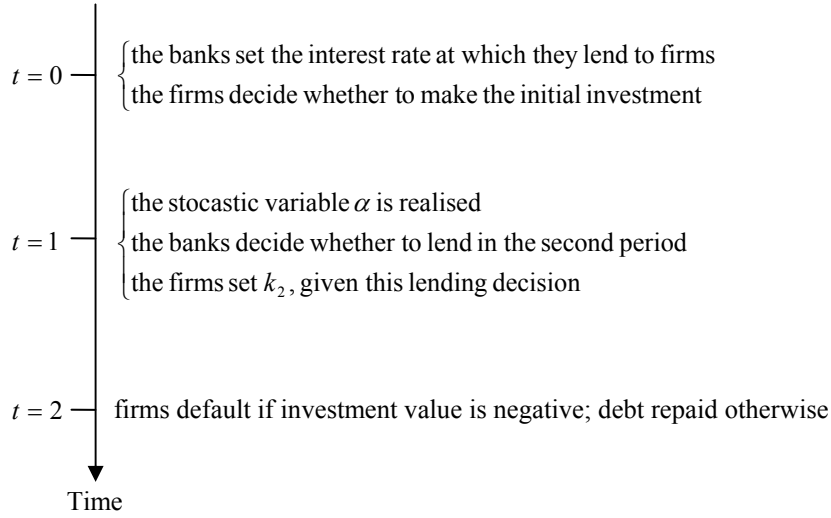 t = 0
the banks set the interest rate at which they lend to firms
the firms decide whether to make the initial investment
t = 1
the stocastic variable α is realised
the banks decide whether to lend in the second period
the firms set k₂, given this lending decision
t = 2
firms default if investment value is negative; debt repaid otherwise
Time